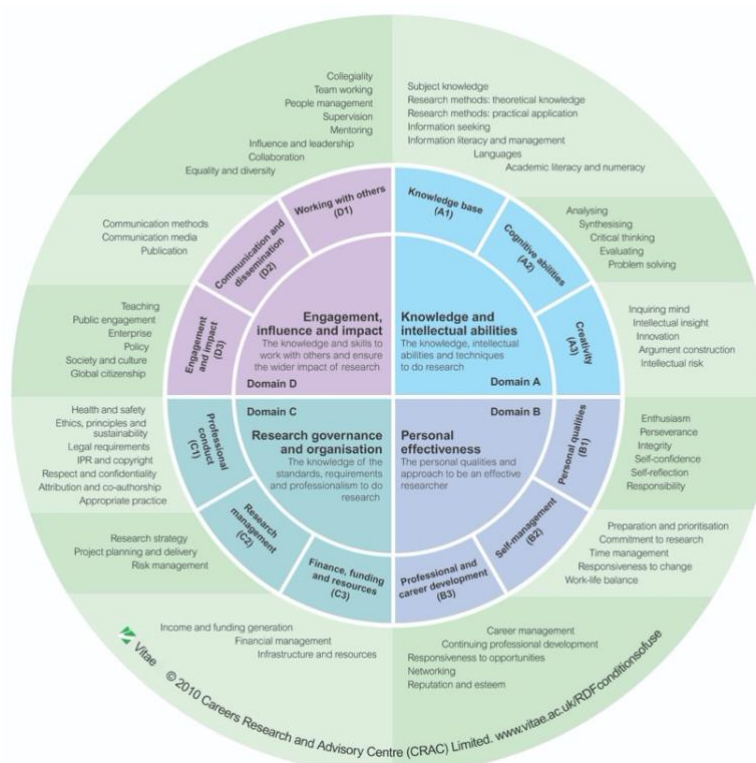 Collegiality
Team working
People management
Supervision
Mentoring
Influence and leadership
Collaboration
Equality and diversity
Subject knowledge
Research methods: theoretical knowledge
Research methods: practical application
Information seeking
Information literacy and management
Languages
Academic literacy and numeracy
Working with others
(D1)
Knowledge base
(A1)
Communication methods
Communication media
Publication
Communication and
dissemination
(D2)
Cognitive abilities
(A2)
Analysing
Synthesising
Critical thinking
Evaluating
Problem solving
Teaching
Public engagement
Enterprise
Policy
Society and culture
Global citizenship
Engagement
and impact
(D3)
Engagement,
influence and impact
The knowledge and skills to
work with others and ensure
the wider impact of research
Domain D
Knowledge and
intellectual abilities
The knowledge, intellectual
abilities and techniques
to do research
Domain A
Creativity
(A3)
Inquiring mind
Intellectual insight
Innovation
Argument construction
Intellectual risk
Health and safety
Ethics, principles and
sustainability
Legal requirements
IPR and copyright
Respect and confidentiality
Attribution and co-authorship
Appropriate practice
Professional
conduct
(C1)
Domain C
Research governance
and organisation
The knowledge of the
standards, requirements
and professionalism to do
research
Domain B
Personal
effectiveness
The personal qualities and
approach to be an effective
researcher
Personal qualities
(B1)
Enthusiasm
Perseverance
Integrity
Self-confidence
Self-reflection
Responsibility
Research strategy
Project planning and delivery
Risk management
Research
management
(C2)
Self-management
(B2)
Preparation and prioritisation
Commitment to research
Time management
Responsiveness to change
Work-life balance
Finance, funding
and resources
(C3)
Professional and
career development
(B3)
Income and funding generation
Financial management
Infrastructure and resources
Career management
Continuing professional development
Responsiveness to opportunities
Networking
Reputation and esteem
Vitae
© 2010 Careers Research and Advisory Centre (CRAC) Limited. www.vitae.ac.uk/RDFconditionsofuse